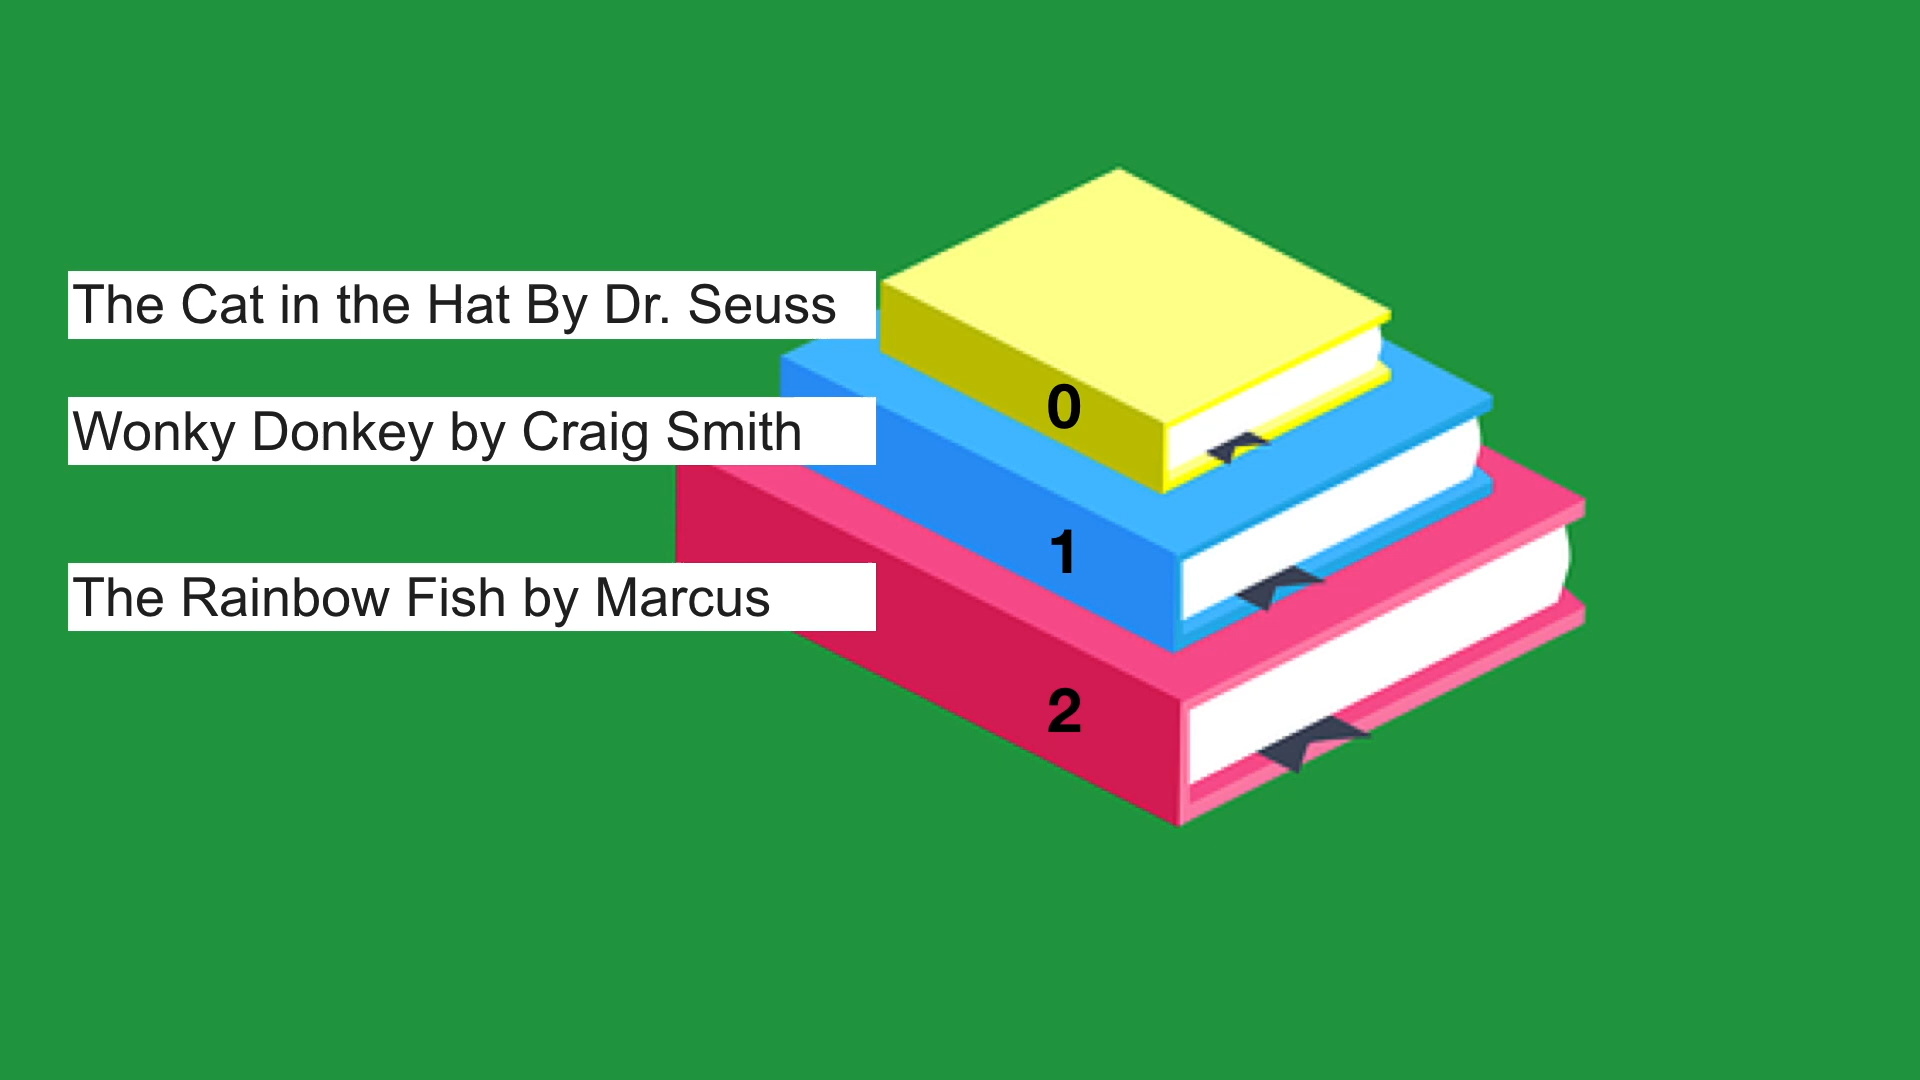 The Cat in the Hat By Dr. Seuss
0
Wonky Donkey by Craig Smith
1
The Rainbow Fish by Marcus
2